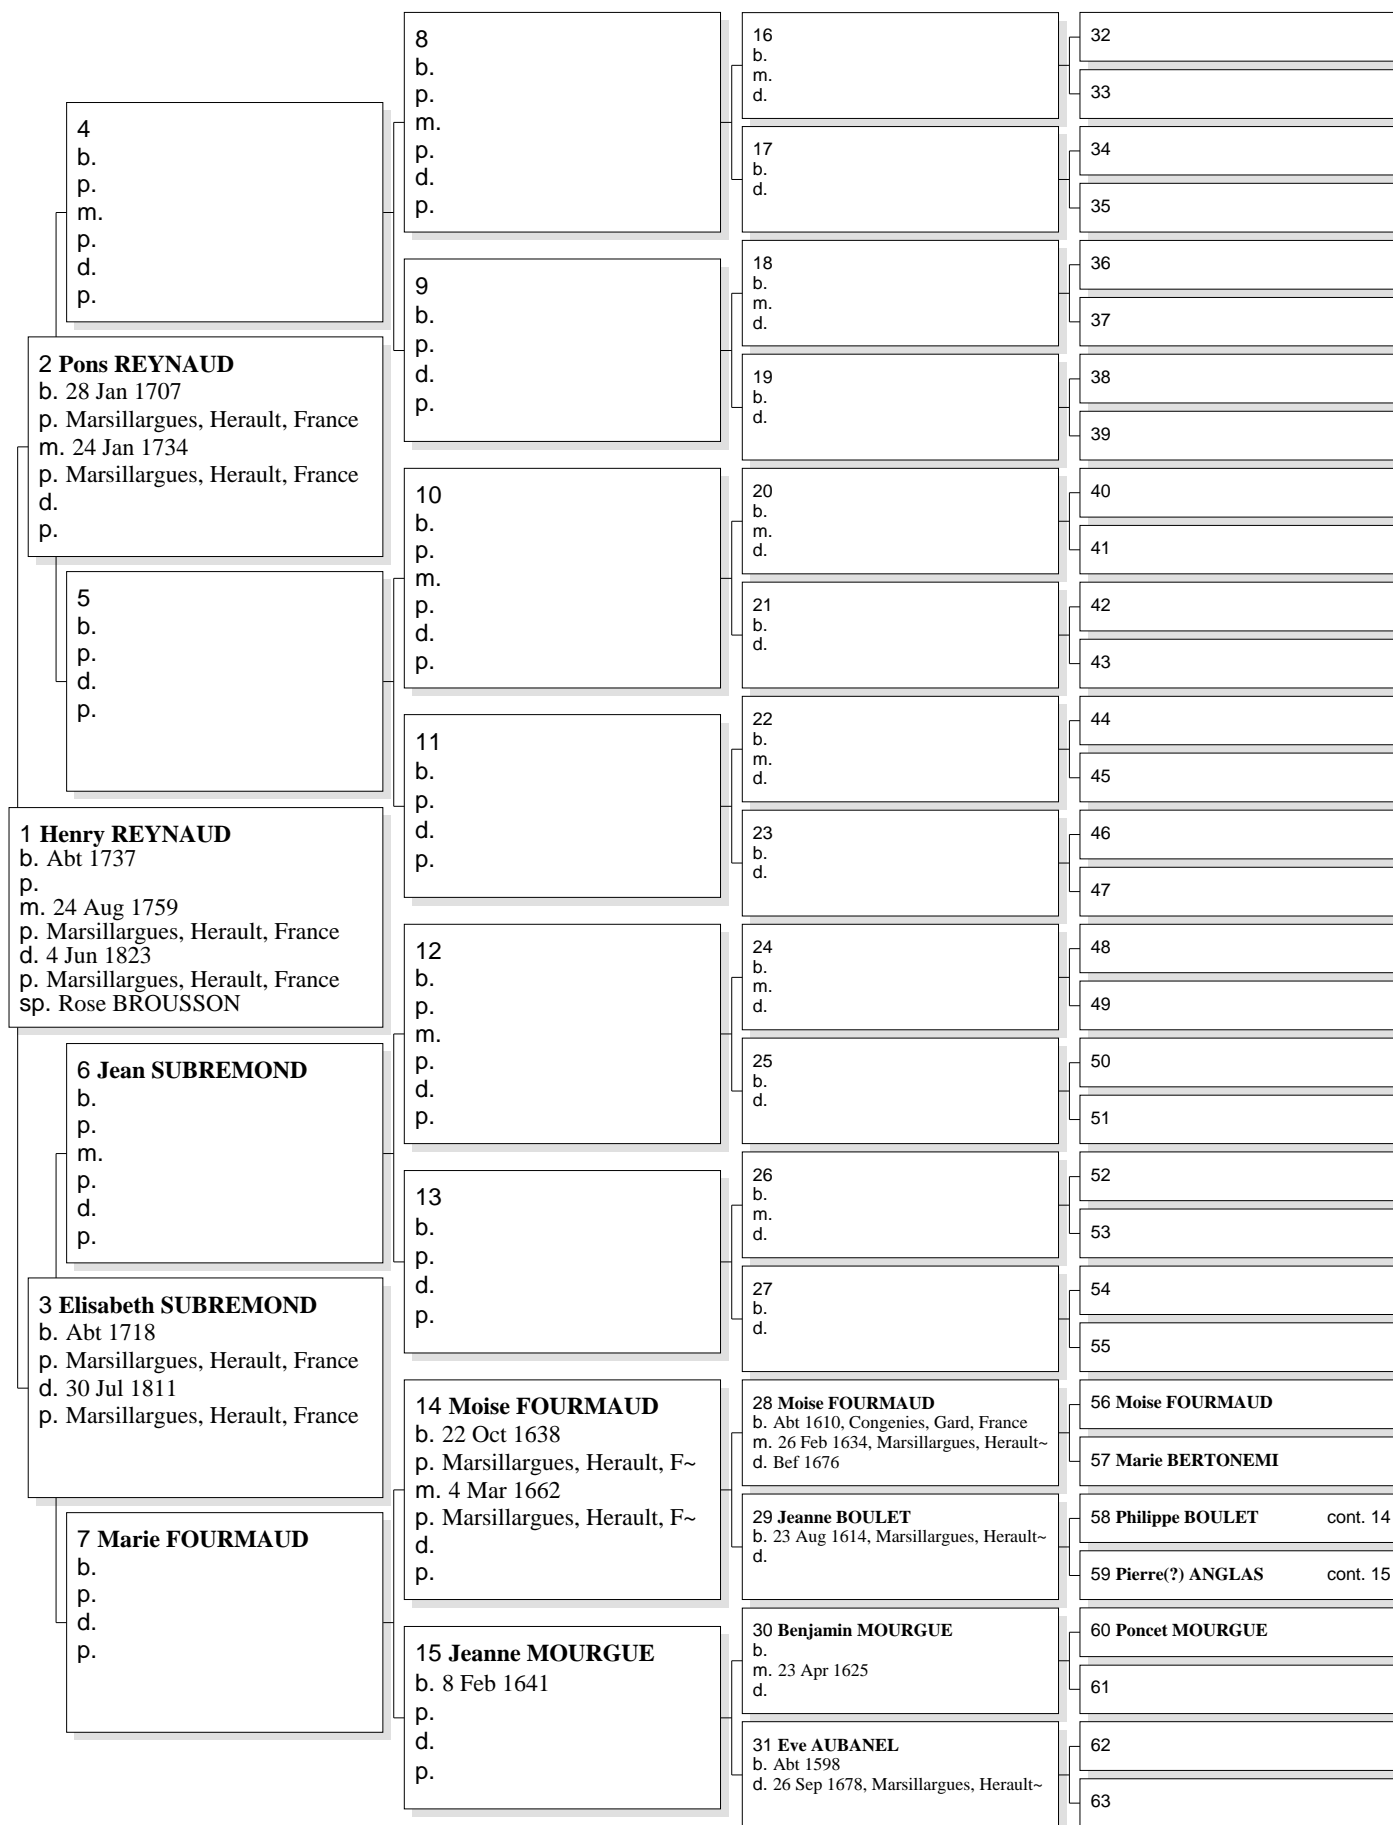 4
b.
p.
m.
p.
d.
p.
2 Pons REYNAUD
b. 28 Jan 1707
p. Marsillargues, Herault, France
m. 24 Jan 1734
p. Marsillargues, Herault, France
d.
p.
5
b.
p.
d.
p.
1 Henry REYNAUD
b. Abt 1737
p.
m. 24 Aug 1759
p. Marsillargues, Herault, France
d. 4 Jun 1823
p. Marsillargues, Herault, France
sp. Rose BROUSSON
6 Jean SUBREMOND
b.
p.
m.
p.
d.
p.
3 Elisabeth SUBREMOND
b. Abt 1718
p. Marsillargues, Herault, France
d. 30 Jul 1811
p. Marsillargues, Herault, France
7 Marie FOURMAUD
b.
p.
d.
p.
8
b.
p.
m.
p.
d.
p.
9
b.
p.
d.
p.
10
b.
p.
m.
p.
d.
p.
11
b.
p.
d.
p.
12
b.
p.
m.
p.
d.
p.
13
b.
p.
d.
p.
14 Moise FOURMAUD
b. 22 Oct 1638
p. Marsillargues, Herault, F~
m. 4 Mar 1662
p. Marsillargues, Herault, F~
d.
p.
15 Jeanne MOURGUE
b. 8 Feb 1641
p.
d.
p.
16
b.
m.
d.
17
b.
d.
18
b.
m.
d.
19
b.
d.
20
b.
m.
d.
21
b.
d.
22
b.
m.
d.
23
b.
d.
24
b.
m.
d.
25
b.
d.
26
b.
m.
d.
27
b.
d.
28 Moise FOURMAUD
b. Abt 1610, Congenies, Gard, France
m. 26 Feb 1634, Marsillargues, Herault~
d. Bef 1676
29 Jeanne BOULET
b. 23 Aug 1614, Marsillargues, Herault~
d.
30 Benjamin MOURGUE
b.
m. 23 Apr 1625
d.
31 Eve AUBANEL
b. Abt 1598
d. 26 Sep 1678, Marsillargues, Herault~
32
33
34
35
36
37
38
39
40
41
42
43
44
45
46
47
48
49
50
51
52
53
54
55
56 Moise FOURMAUD
57 Marie BERTONEMI
58 Philippe BOULET cont. 14
59 Pierre(?) ANGLAS cont. 15
60 Poncet MOURGUE
61
62
63